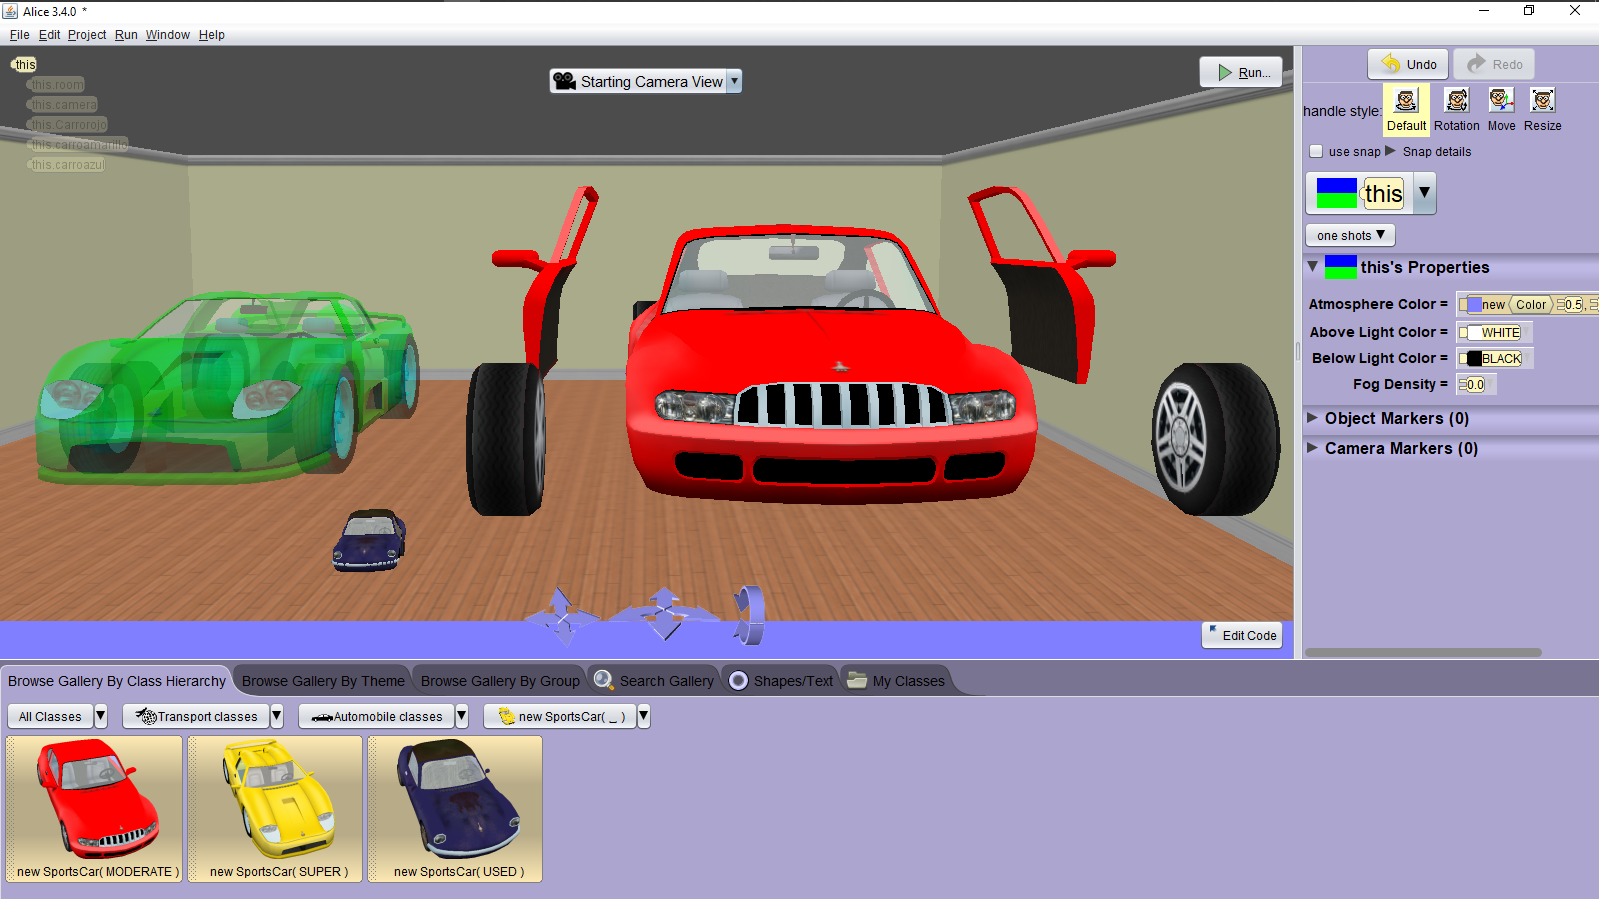 Alice 3.4.0 *
File Edit Project Run Window Help
this
this.room
this.camera
this.Carrorojo
this.carroamarillo
this.carroazul
Starting Camera View
Run...
Undo
Redo
handle style:
Default Rotation Move Resize
use snap Snap details
this
one shots
this's Properties
Atmosphere Color = new Color 0.5,
Above Light Color = WHITE
Below Light Color = BLACK
Fog Density = 0.0
Object Markers (0)
Camera Markers (0)
Edit Code
Browse Gallery By Class Hierarchy Browse Gallery By Theme Browse Gallery By Group Search Gallery Shapes/Text My Classes
All Classes Transport classes Automobile classes new SportsCar( _ )
new SportsCar( MODERATE ) new SportsCar( SUPER ) new SportsCar( USED )